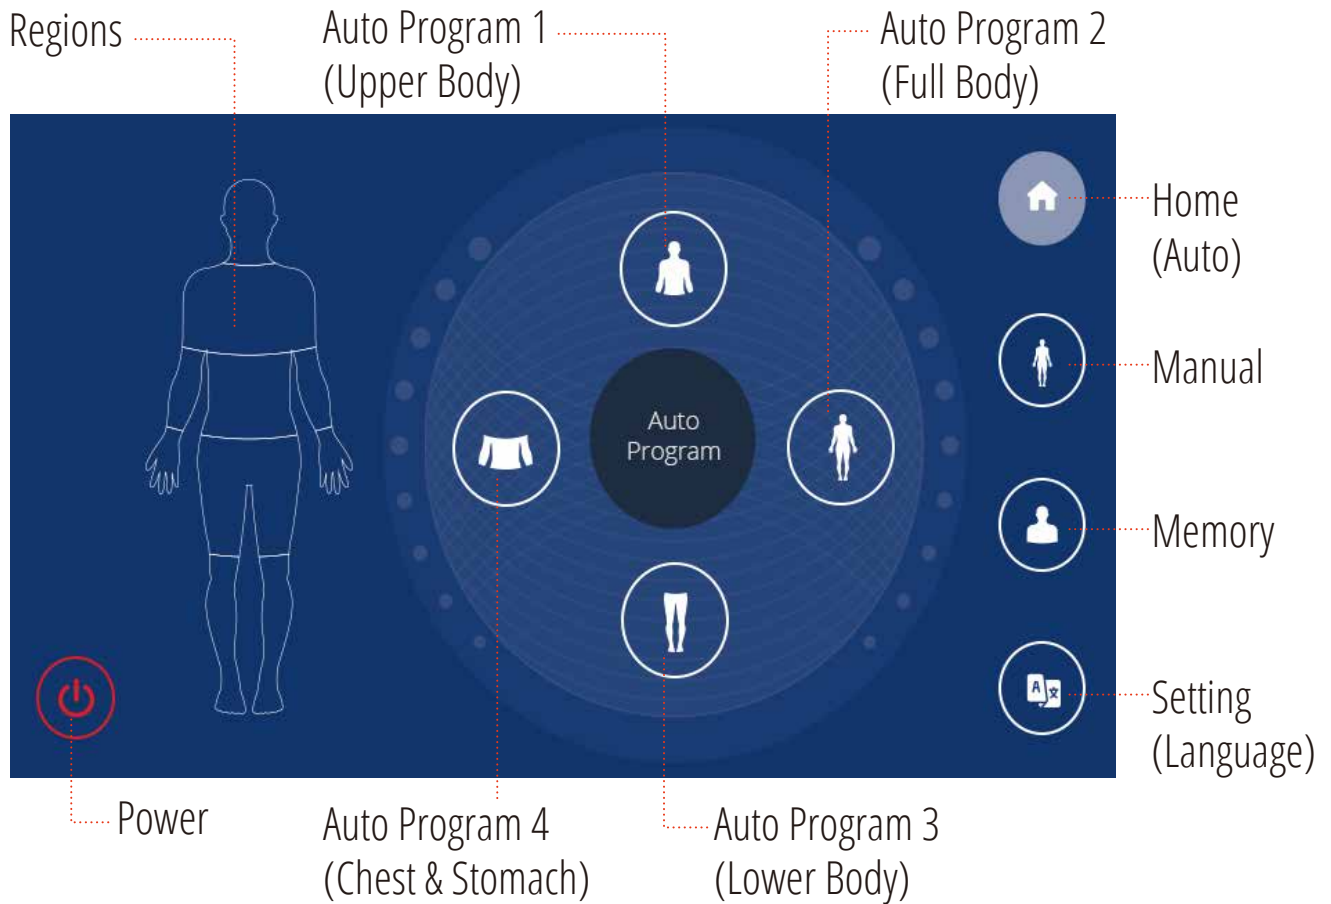 Regions
Auto Program 1
(Upper Body)
Auto Program 2
(Full Body)
Home
(Auto)
Manual
Auto
Program
Memory
A
Setting
(Language)
Power
Auto Program 4
(Chest & Stomach)
Auto Program 3
(Lower Body)